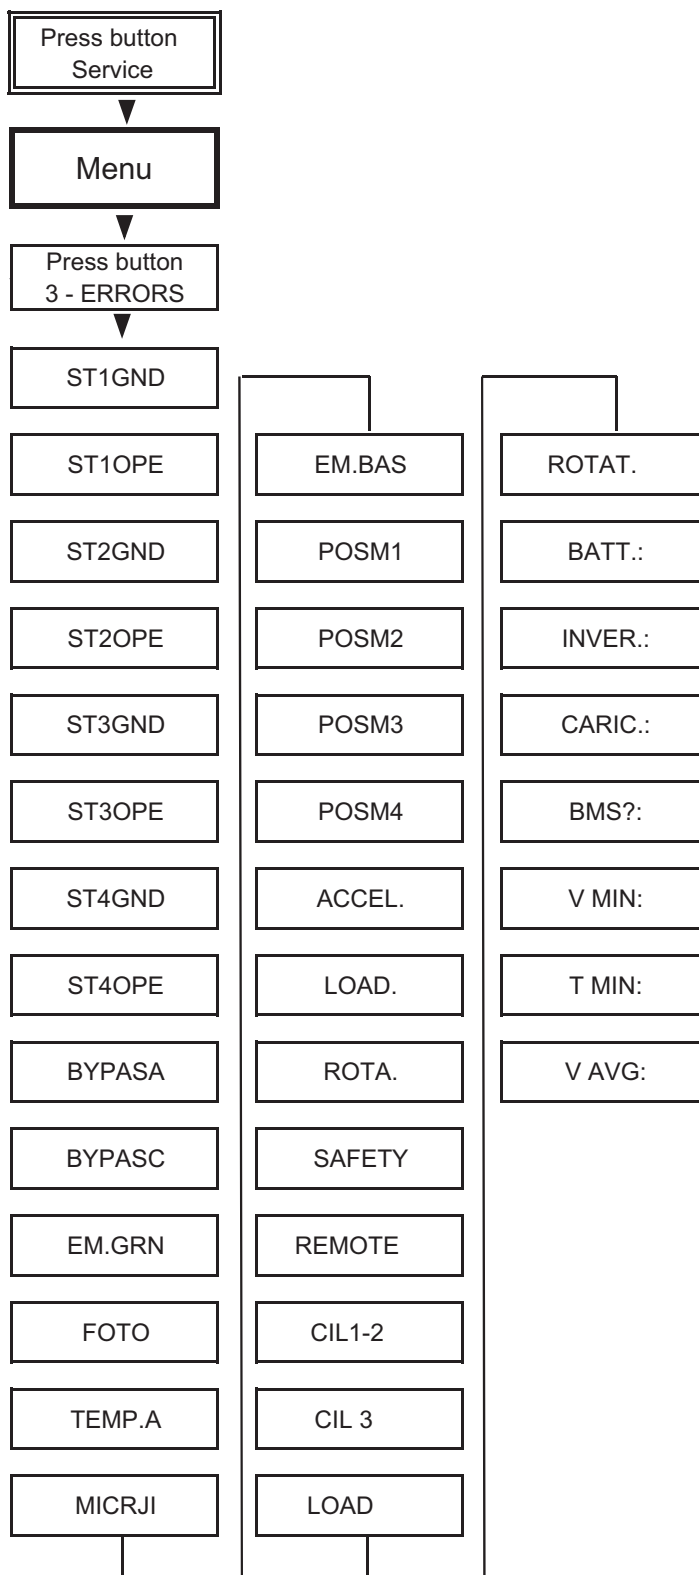 Press button
Service
Menu
Press button
3 - ERRORS
ST1GND
ST1OPE
ST2GND
ST2OPE
ST3GND
ST3OPE
ST4GND
ST4OPE
BYPASA
BYPASC
EM.GRN
FOTO
TEMP.A
MICRJI
EM.BAS
POSM1
POSM2
POSM3
POSM4
ACCEL.
LOAD.
ROTA.
SAFETY
REMOTE
CIL1-2
CIL 3
LOAD
ROTAT.
BATT.:
INVER.:
CARIC.:
BMS?:
V MIN:
T MIN:
V AVG: